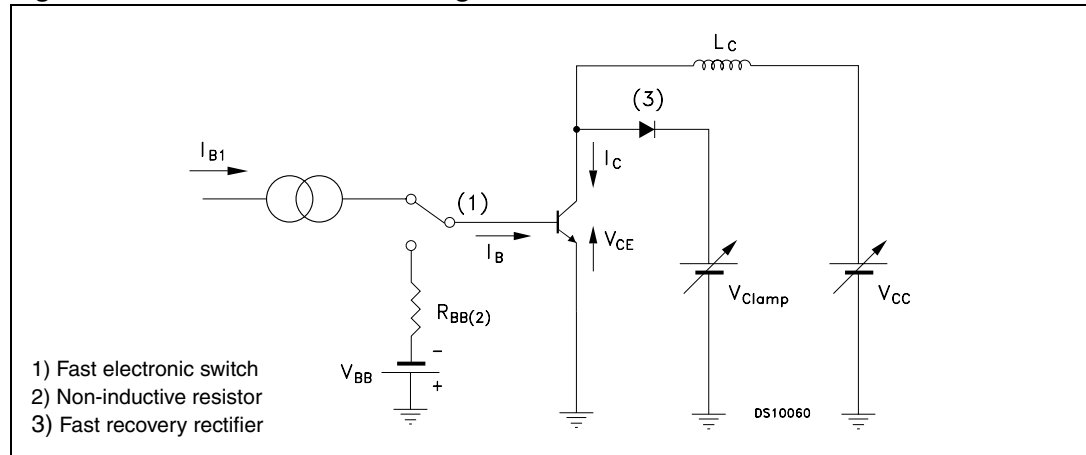 L_C
(3)
I_B1
I_C
(1)
I_B
V_CE
V_Clamp
V_CC
R_BB(2)
-
V_BB
+
1) Fast electronic switch
2) Non-inductive resistor
3) Fast recovery rectifier
DS10060